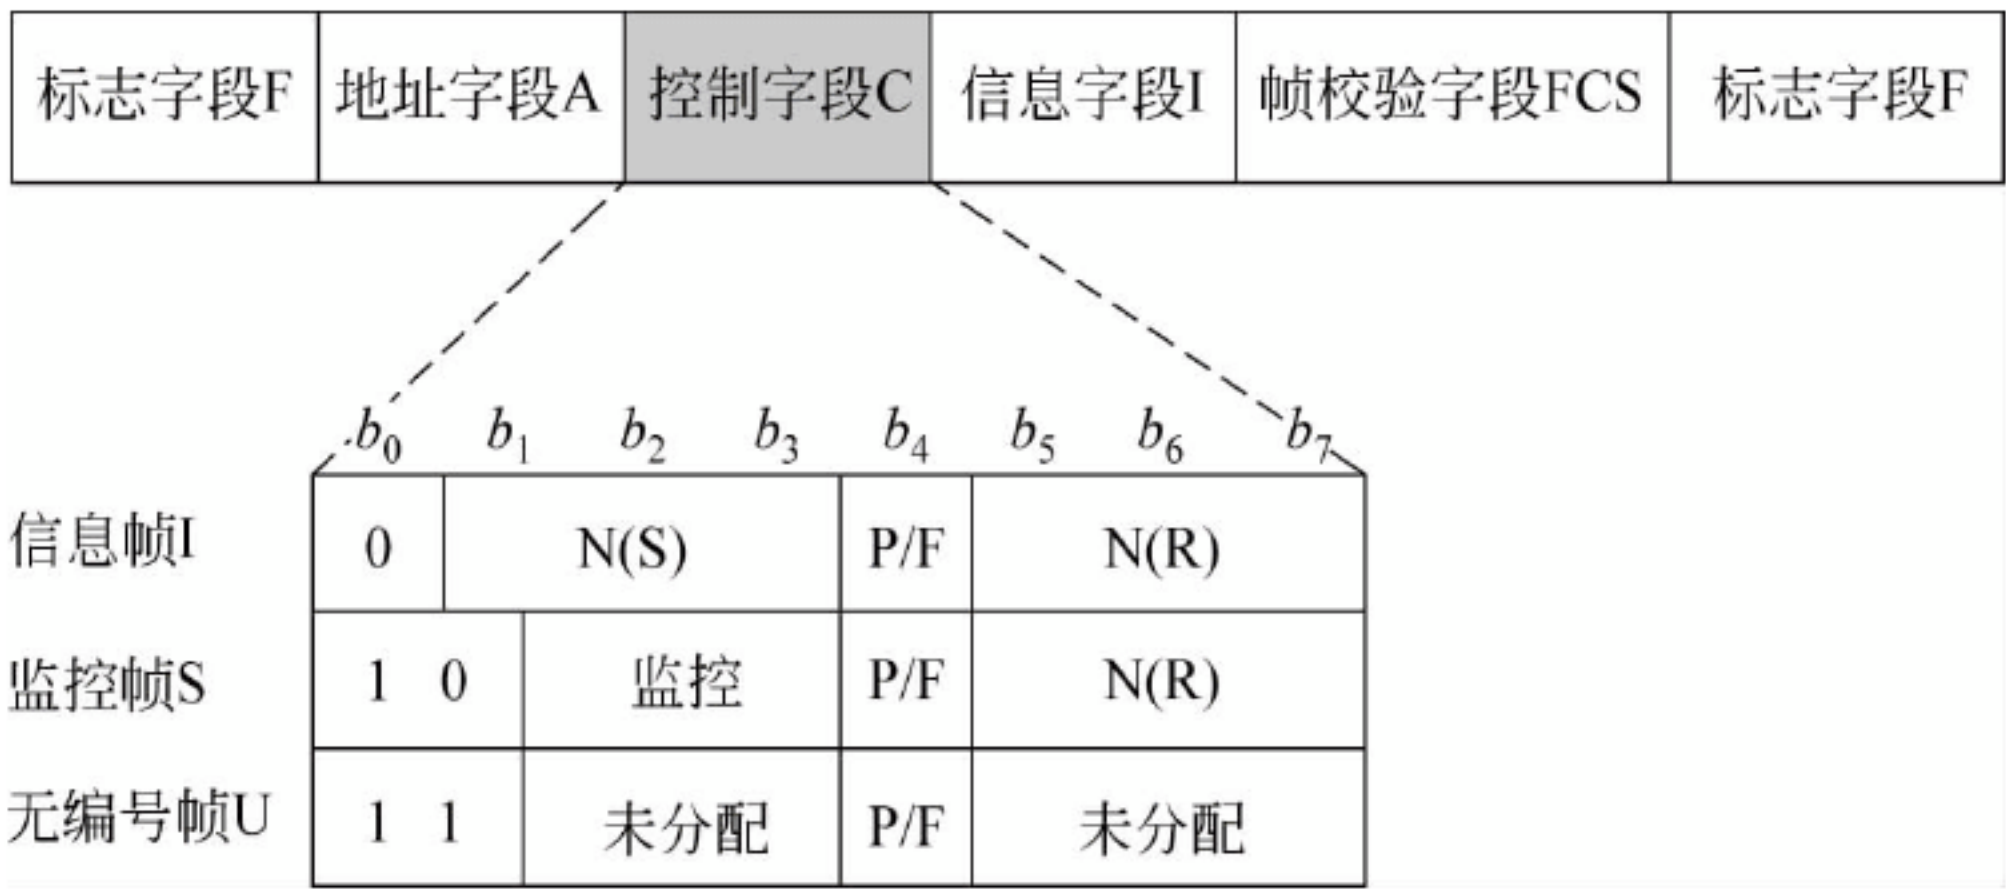 标志字段F 地址字段A 控制字段C 信息字段I 帧校验字段FCS 标志字段F
b0 b1 b2 b3 b4 b5 b6 b7
信息帧I 0 N(S) P/F N(R)
监控帧S 1 0 监控 P/F N(R)
无编号帧U 1 1 未分配 P/F 未分配